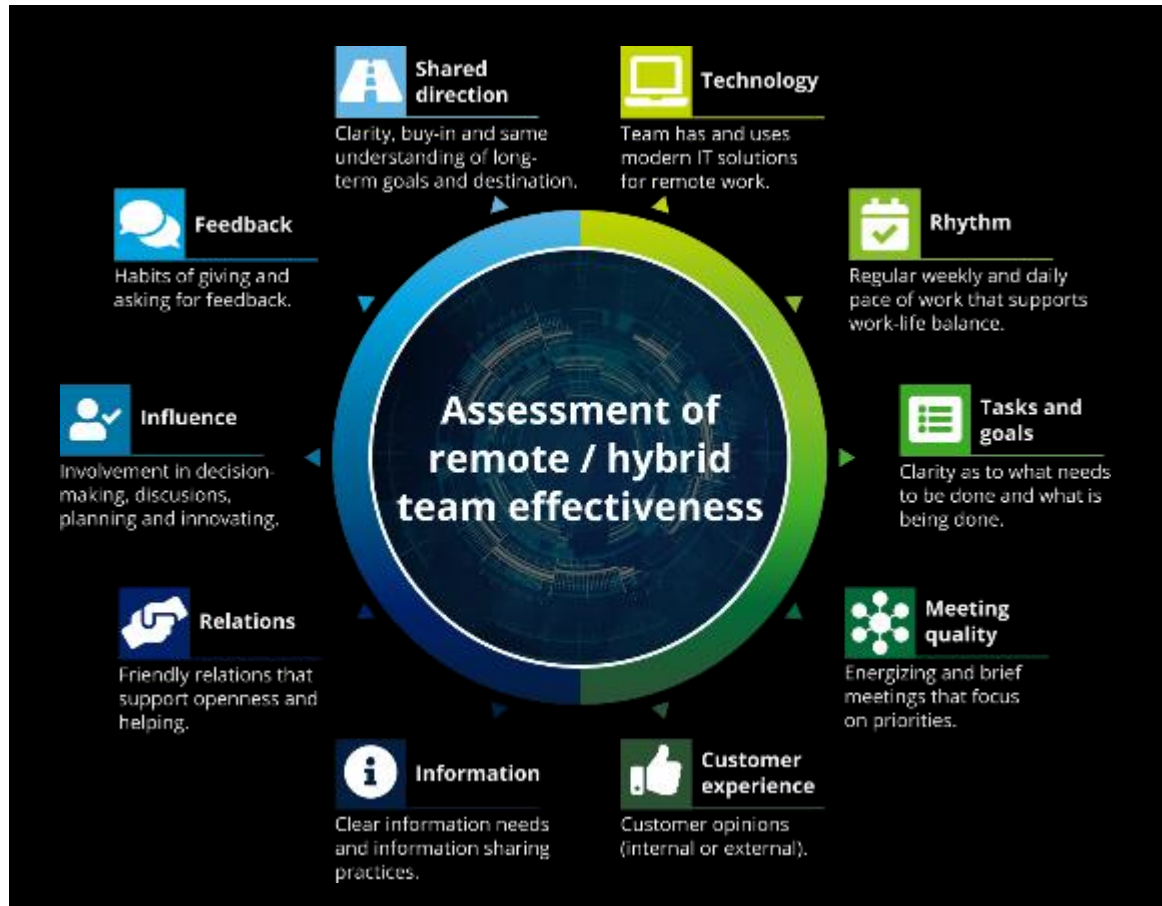 Shared
direction
Clarity, buy-in and same
understanding of long-
term goals and destination.
Technology
Team has and uses
modern IT solutions
for remote work.
Feedback
Habits of giving and
asking for feedback.
Rhythm
Regular weekly and daily
pace of work that supports
work-life balance.
Influence
Involvement in decision-
making, discusions,
planning and innovating.
Assessment of
remote / hybrid
team effectiveness
Tasks and
goals
Clarity as to what needs
to be done and what is
being done.
Relations
Friendly relations that
support openness and
helping.
Meeting
quality
Energizing and brief
meetings that focus
on priorities.
Information
Clear information needs
and information sharing
practices.
Customer
experience
Customer opinions
(internal or external).